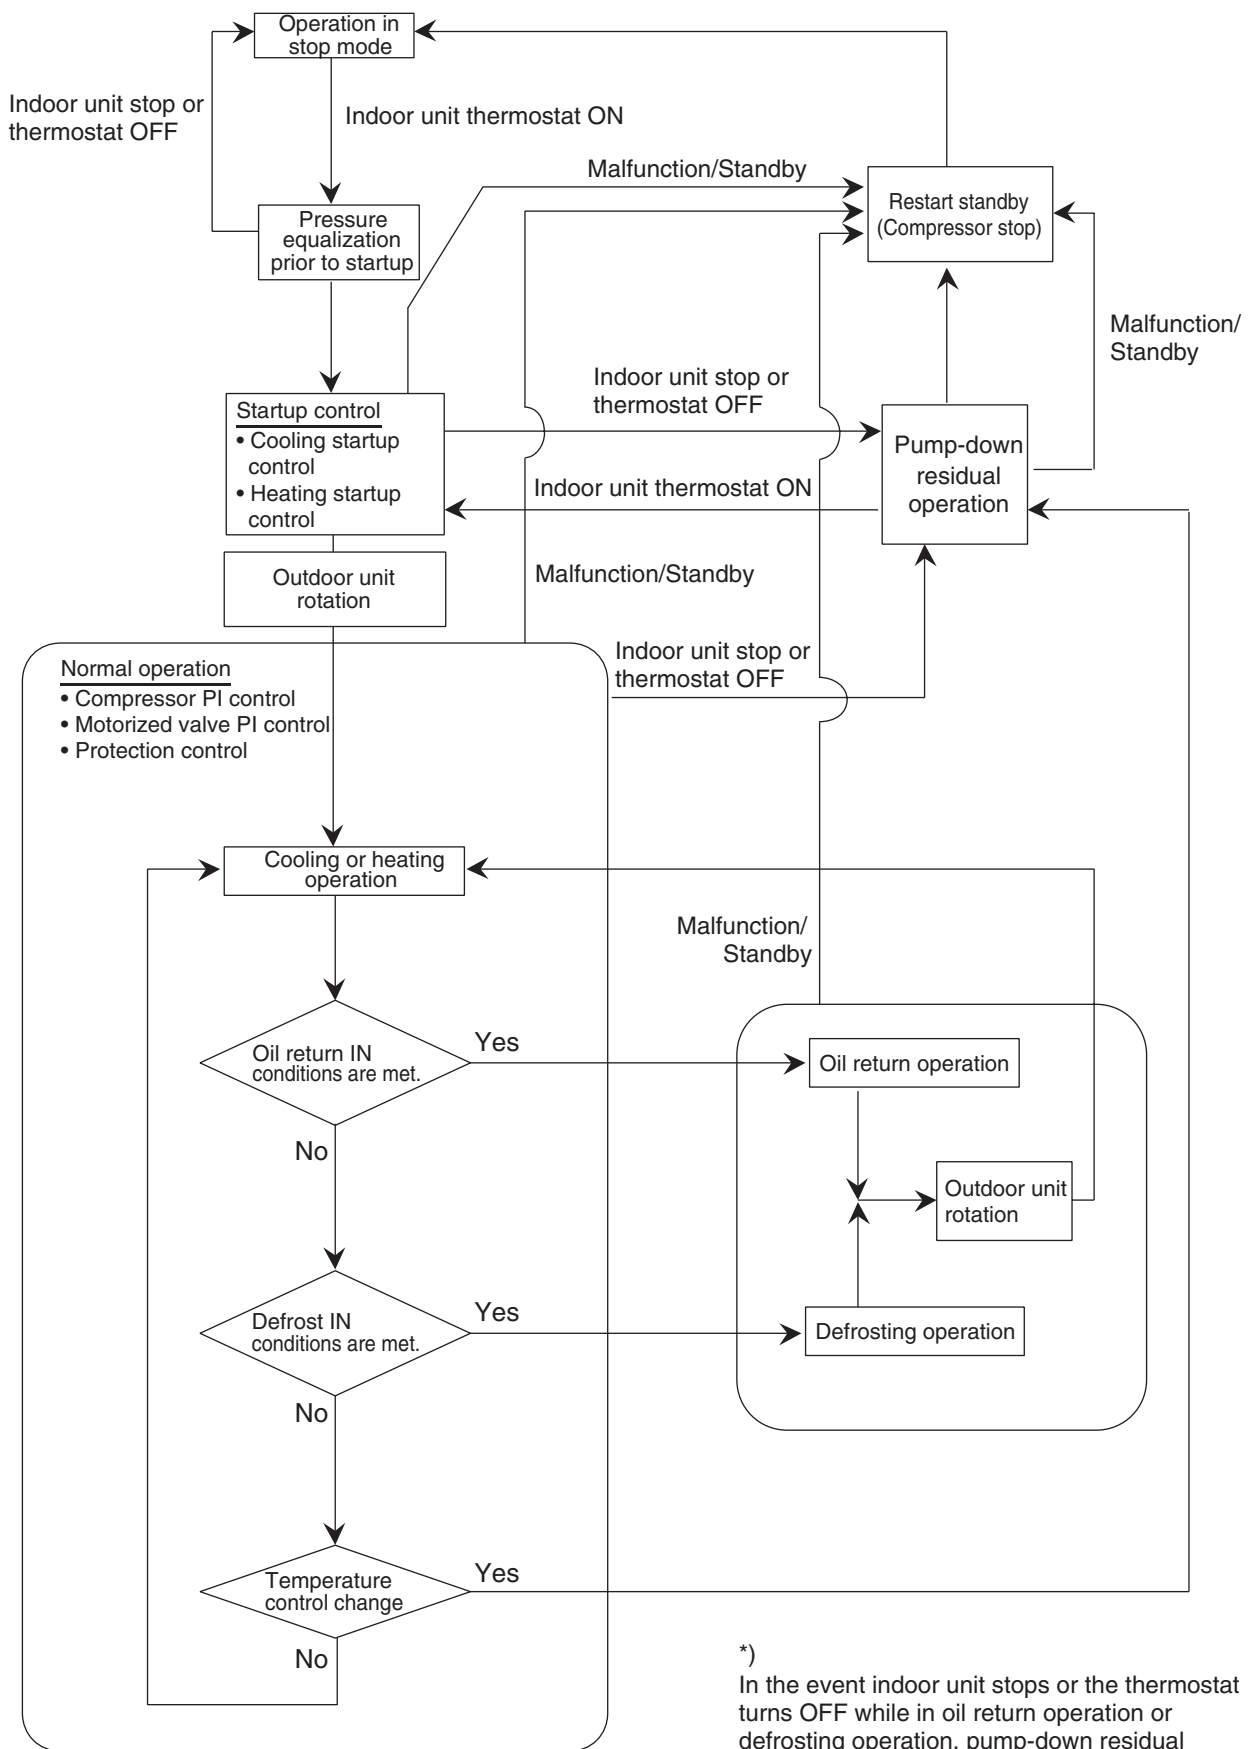 Operation in
stop mode
Indoor unit stop or
thermostat OFF
Indoor unit thermostat ON
Malfunction/Standby
Restart standby
(Compressor stop)
Pressure
equalization
prior to startup
Malfunction/
Standby
Indoor unit stop or
thermostat OFF
Startup control
• Cooling startup
control
• Heating startup
control
Pump-down
residual
operation
Indoor unit thermostat ON
Outdoor unit
rotation
Malfunction/Standby
Indoor unit stop or
thermostat OFF
Normal operation
• Compressor PI control
• Motorized valve PI control
• Protection control
Cooling or heating
operation
Malfunction/
Standby
Oil return IN
conditions are met.
Yes
Oil return operation
No
Outdoor unit
rotation
Defrost IN
conditions are met.
Yes
Defrosting operation
No
Temperature
control change
Yes
No
*)
In the event indoor unit stops or the thermostat
turns OFF while in oil return operation or
defrosting operation, pump-down residual